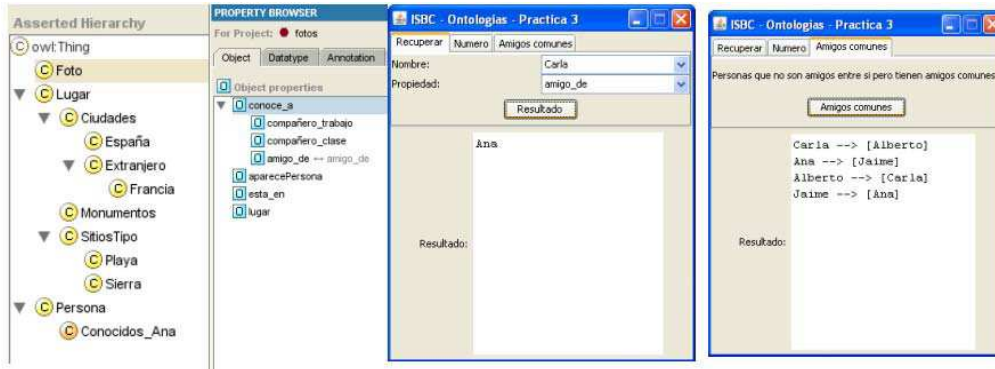 Asserted Hierarchy
owl:Thing
Foto
Lugar
Ciudades
España
Extranjero
Francia
Monumentos
SitiosTipo
Playa
Sierra
Persona
Conocidos_Ana
PROPERTY BROWSER
For Project: fotos
Object Datatype Annotation
Object properties
conoce_a
compañero_trabajo
compañero_clase
amigo_de ↔ amigo_de
aparecePersona
esta_en
lugar
ISBC - Ontologias - Practica 3
Recuperar Numero Amigos comunes
Nombre: Carla
Propiedad: amigo_de
Resultado
Ana
Resultado:
ISBC - Ontologias - Practica 3
Recuperar Numero Amigos comunes
Personas que no son amigos entre si pero tienen amigos comunes
Amigos comunes
Carla --> [Alberto]
Ana --> [Jaime]
Alberto --> [Carla]
Jaime --> [Ana]
Resultado: